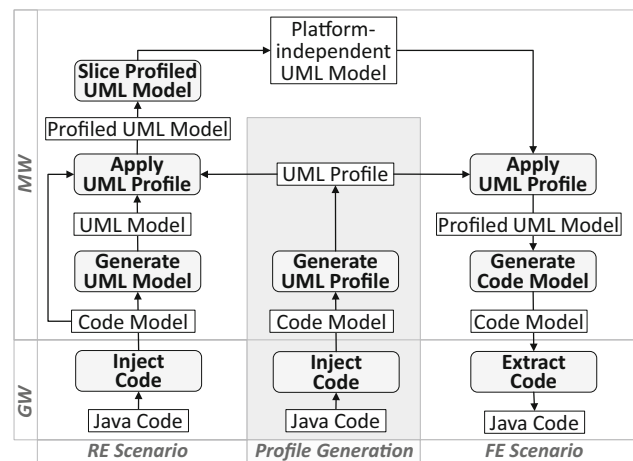 Platform-
independent
UML Model
Slice Profiled
UML Model
Profiled UML Model
Apply
UML Profile
UML Profile
Apply
UML Profile
UML Model
Profiled UML Model
Generate
UML Model
Generate
UML Profile
Generate
Code Model
Code Model
Code Model
Code Model
MW
Inject
Code
Inject
Code
Extract
Code
Java Code
Java Code
Java Code
GW
RE Scenario
Profile Generation
FE Scenario